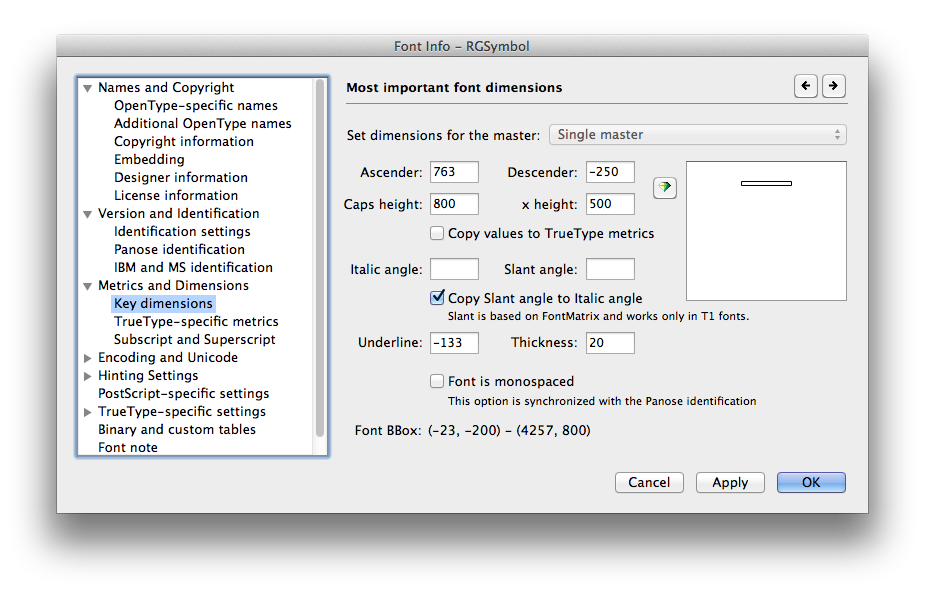 Font Info – RGSymbol
Names and Copyright
OpenType-specific names
Additional OpenType names
Copyright information
Embedding
Designer information
License information
Version and Identification
Identification settings
Panose identification
IBM and MS identification
Metrics and Dimensions
Key dimensions
TrueType-specific metrics
Subscript and Superscript
Encoding and Unicode
Hinting Settings
PostScript-specific settings
TrueType-specific settings
Binary and custom tables
Font note
Most important font dimensions
Set dimensions for the master: Single master
Ascender: 763 Descender: -250
Caps height: 800 x height: 500
Copy values to TrueType metrics
Italic angle: Slant angle:
Copy Slant angle to Italic angle
Slant is based on FontMatrix and works only in T1 fonts.
Underline: -133 Thickness: 20
Font is monospaced
This option is synchronized with the Panose identification
Font BBox: (-23, -200) - (4257, 800)
Cancel Apply OK